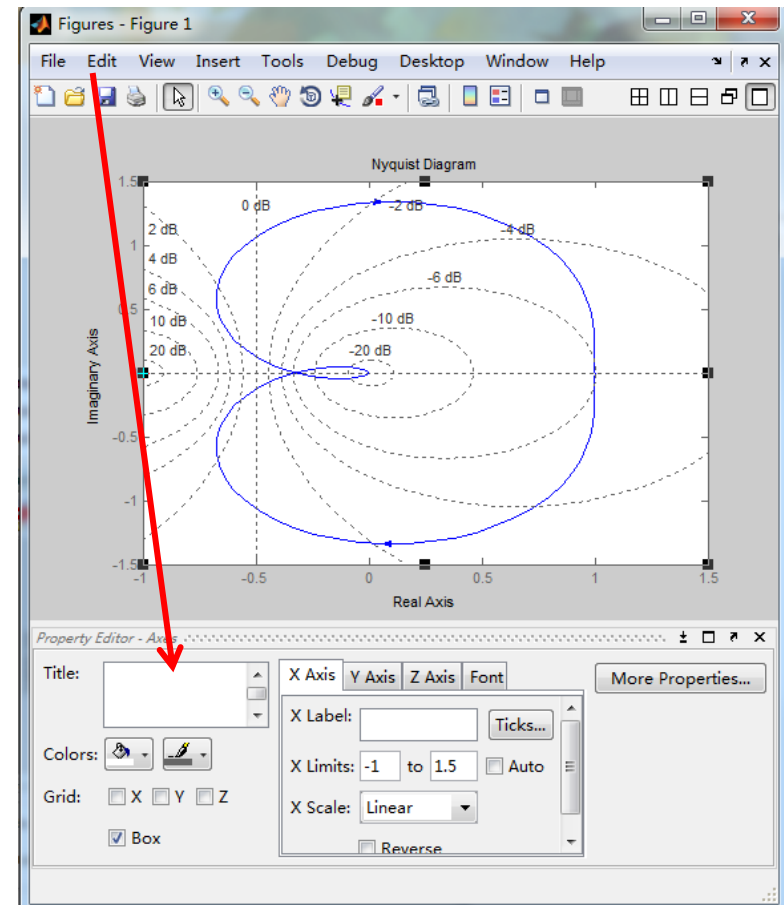 Figures - Figure 1
File Edit View Insert Tools Debug Desktop Window Help
Nyquist Diagram
1.5
0 dB
-2 dB
2 dB
-4 dB
1
4 dB
-6 dB
6 dB
0.5
10 dB
-10 dB
20 dB
-20 dB
0
Imaginary Axis
-0.5
-1
-1.5
-1 -0.5 0 0.5 1 1.5
Real Axis
Property Editor - Axes
Title:
X Axis Y Axis Z Axis Font
More Properties...
X Label:
Ticks...
Colors:
X Limits: -1 to 1.5 Auto
Grid: X Y Z
X Scale: Linear
Box
Reverse